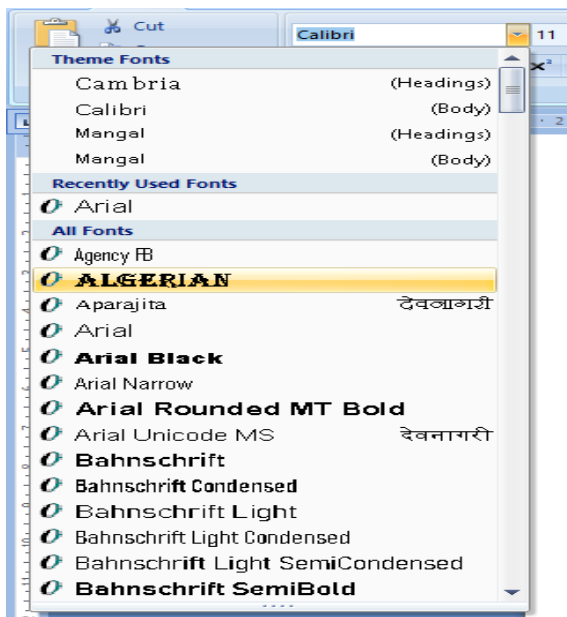 Cut
Calibri 11
Theme Fonts
Cambria (Headings)
Calibri (Body)
Mangal (Headings)
Mangal (Body)
Recently Used Fonts
Arial
All Fonts
Agency FB
ALGERIAN
Aparajita देवनागरी
Arial
Arial Black
Arial Narrow
Arial Rounded MT Bold
Arial Unicode MS देवनागरी
Bahnschrift
Bahnschrift Condensed
Bahnschrift Light
Bahnschrift Light Condensed
Bahnschrift Light SemiCondensed
Bahnschrift SemiBold